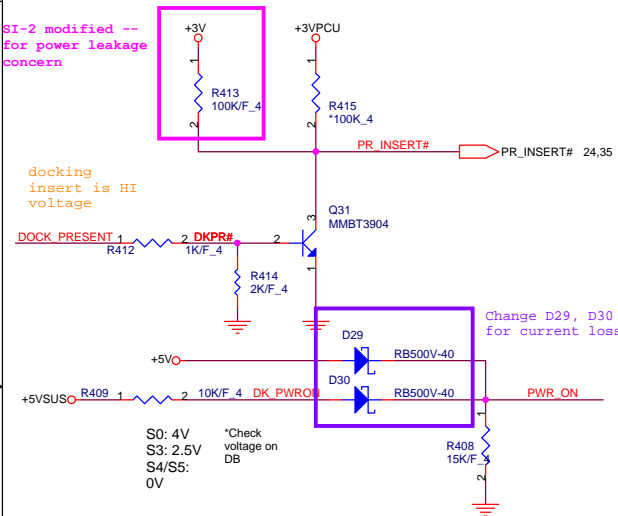 SI-2 modified --
for power leakage
concern
+3V
1
R413
100K/F_4
2
+3VPCU
1
R415
*100K_4
2
PR_INSERT#
PR_INSERT# 24,35
docking
insert is HI
voltage
3
Q31
MMBT3904
DOCK_PRESENT 1
2 DKPR#
2
R412
1K/F_4
1
R414
2K/F_4
Change D29, D30
for current loss
D29
+5V
RB500V-40
D30
+5VSUS
R409
1
2
10K/F_4
DK_PWRON
RB500V-40
PWR_ON
1
S0: 4V
S3: 2.5V
S4/S5:
0V
*Check
voltage on
DB
R408
15K/F_4
2